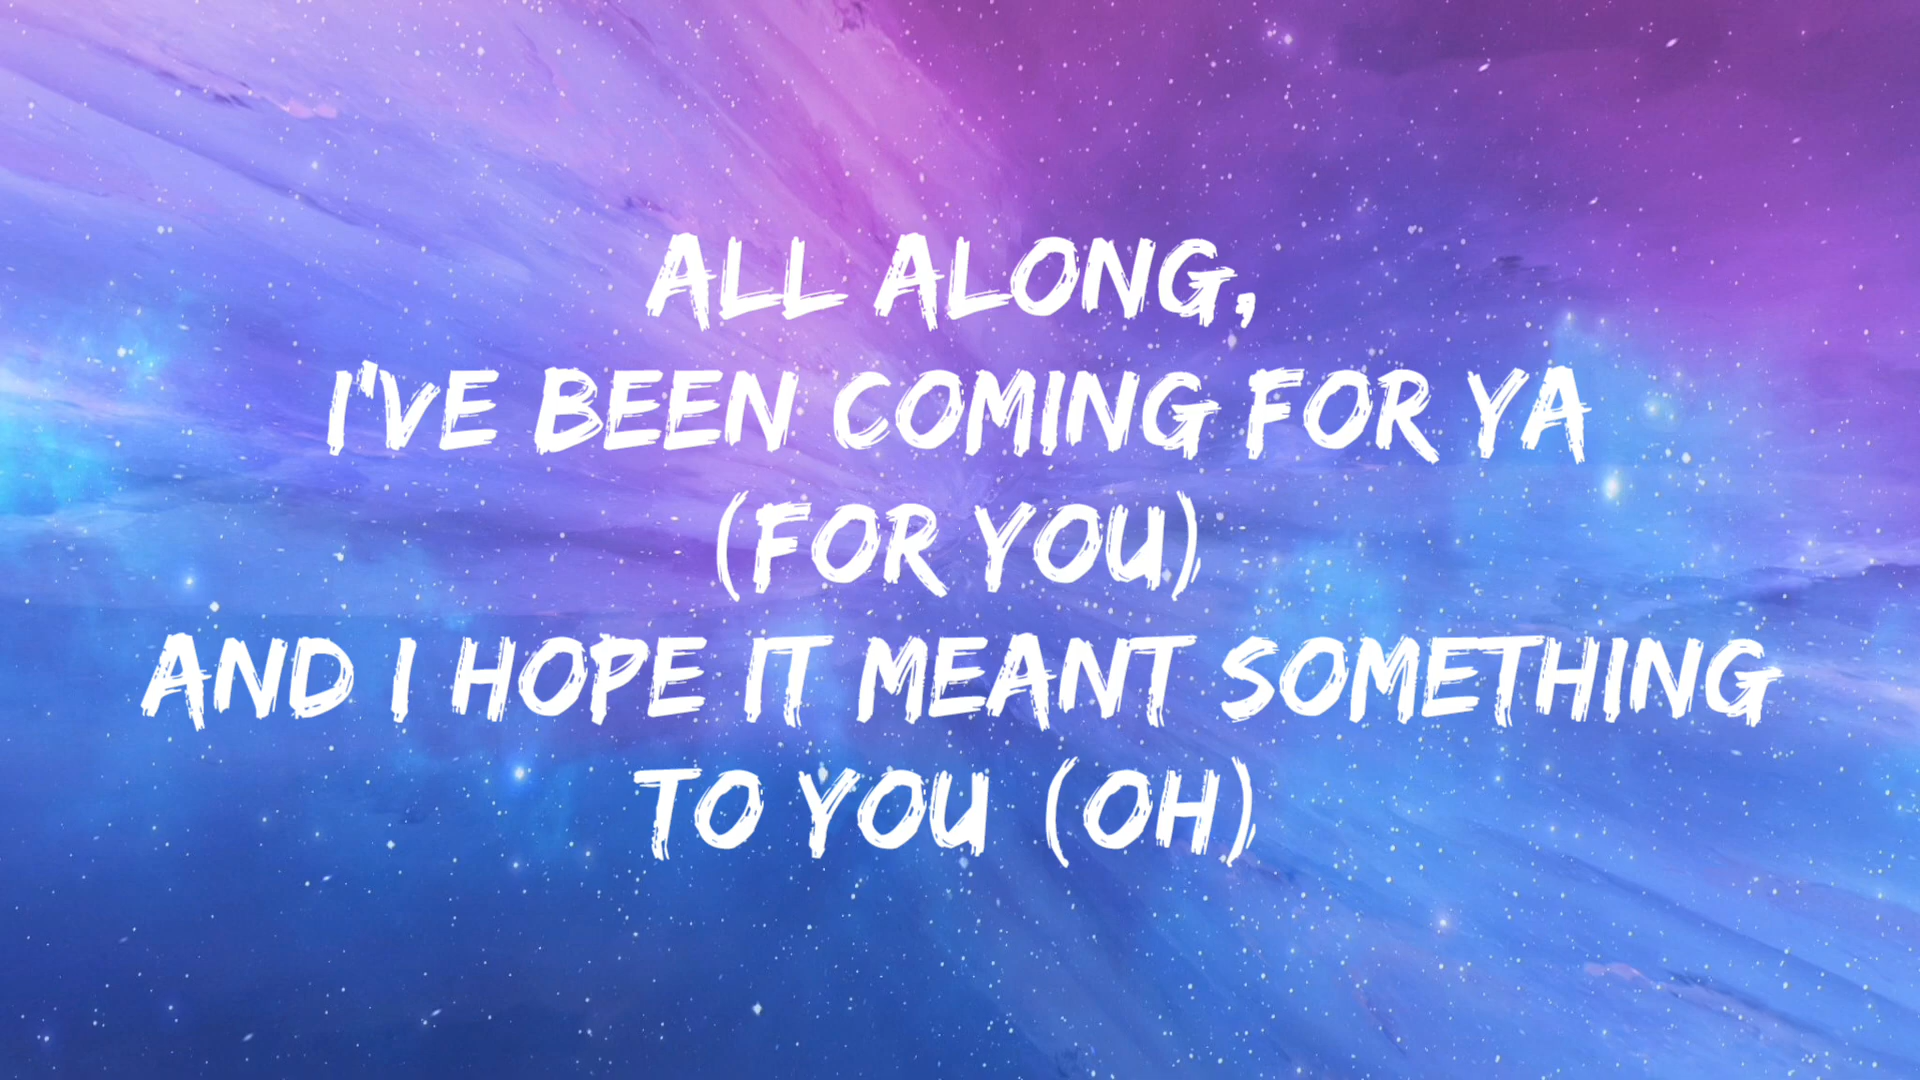 ALL ALONG,
I'VE BEEN COMING FOR YA
(FOR YOU)
AND I HOPE IT MEANT SOMETHING
TO YOU (OH)